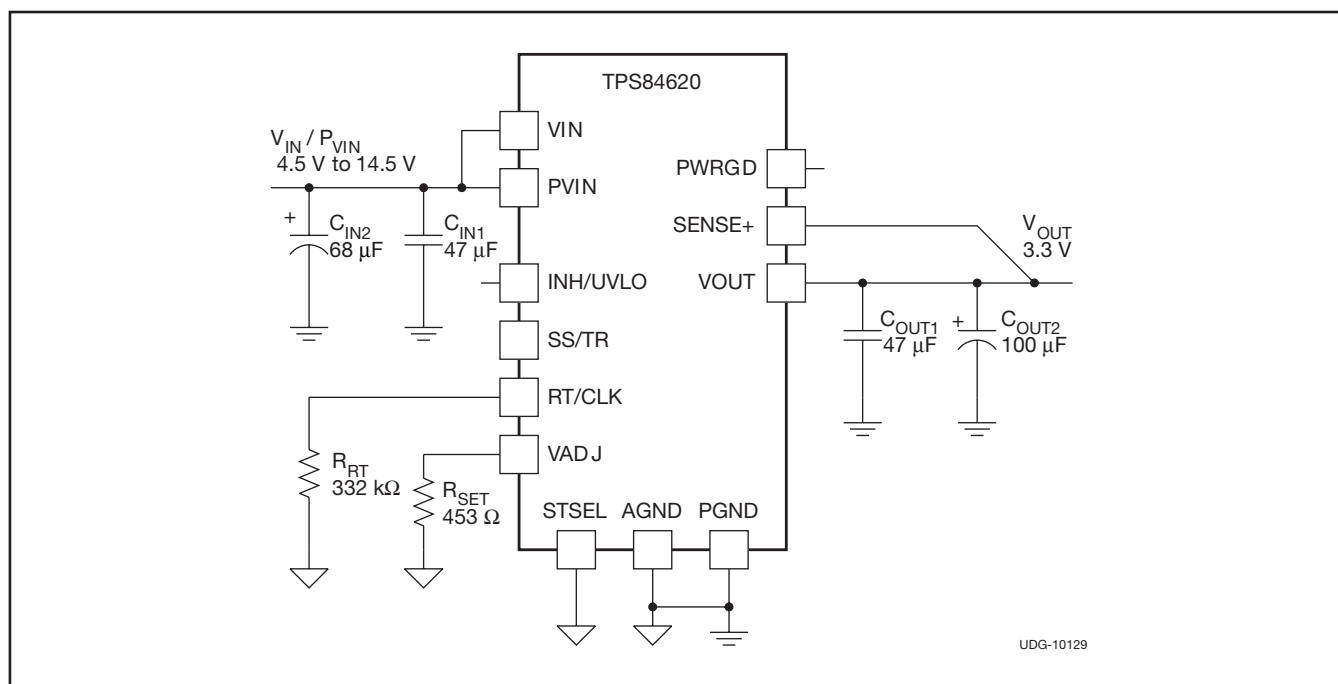 TPS84620
VIN
V_IN / P_VIN
4.5 V to 14.5 V
PWRGD
PVIN
SENSE+
+
C_IN2
68 µF
C_IN1
47 µF
V_OUT
3.3 V
INH/UVLO
VOUT
SS/TR
C_OUT1
47 µF
+
C_OUT2
100 µF
RT/CLK
VADJ
R_RT
332 kΩ
R_SET
453 Ω
STSEL
AGND
PGND
UDG-10129